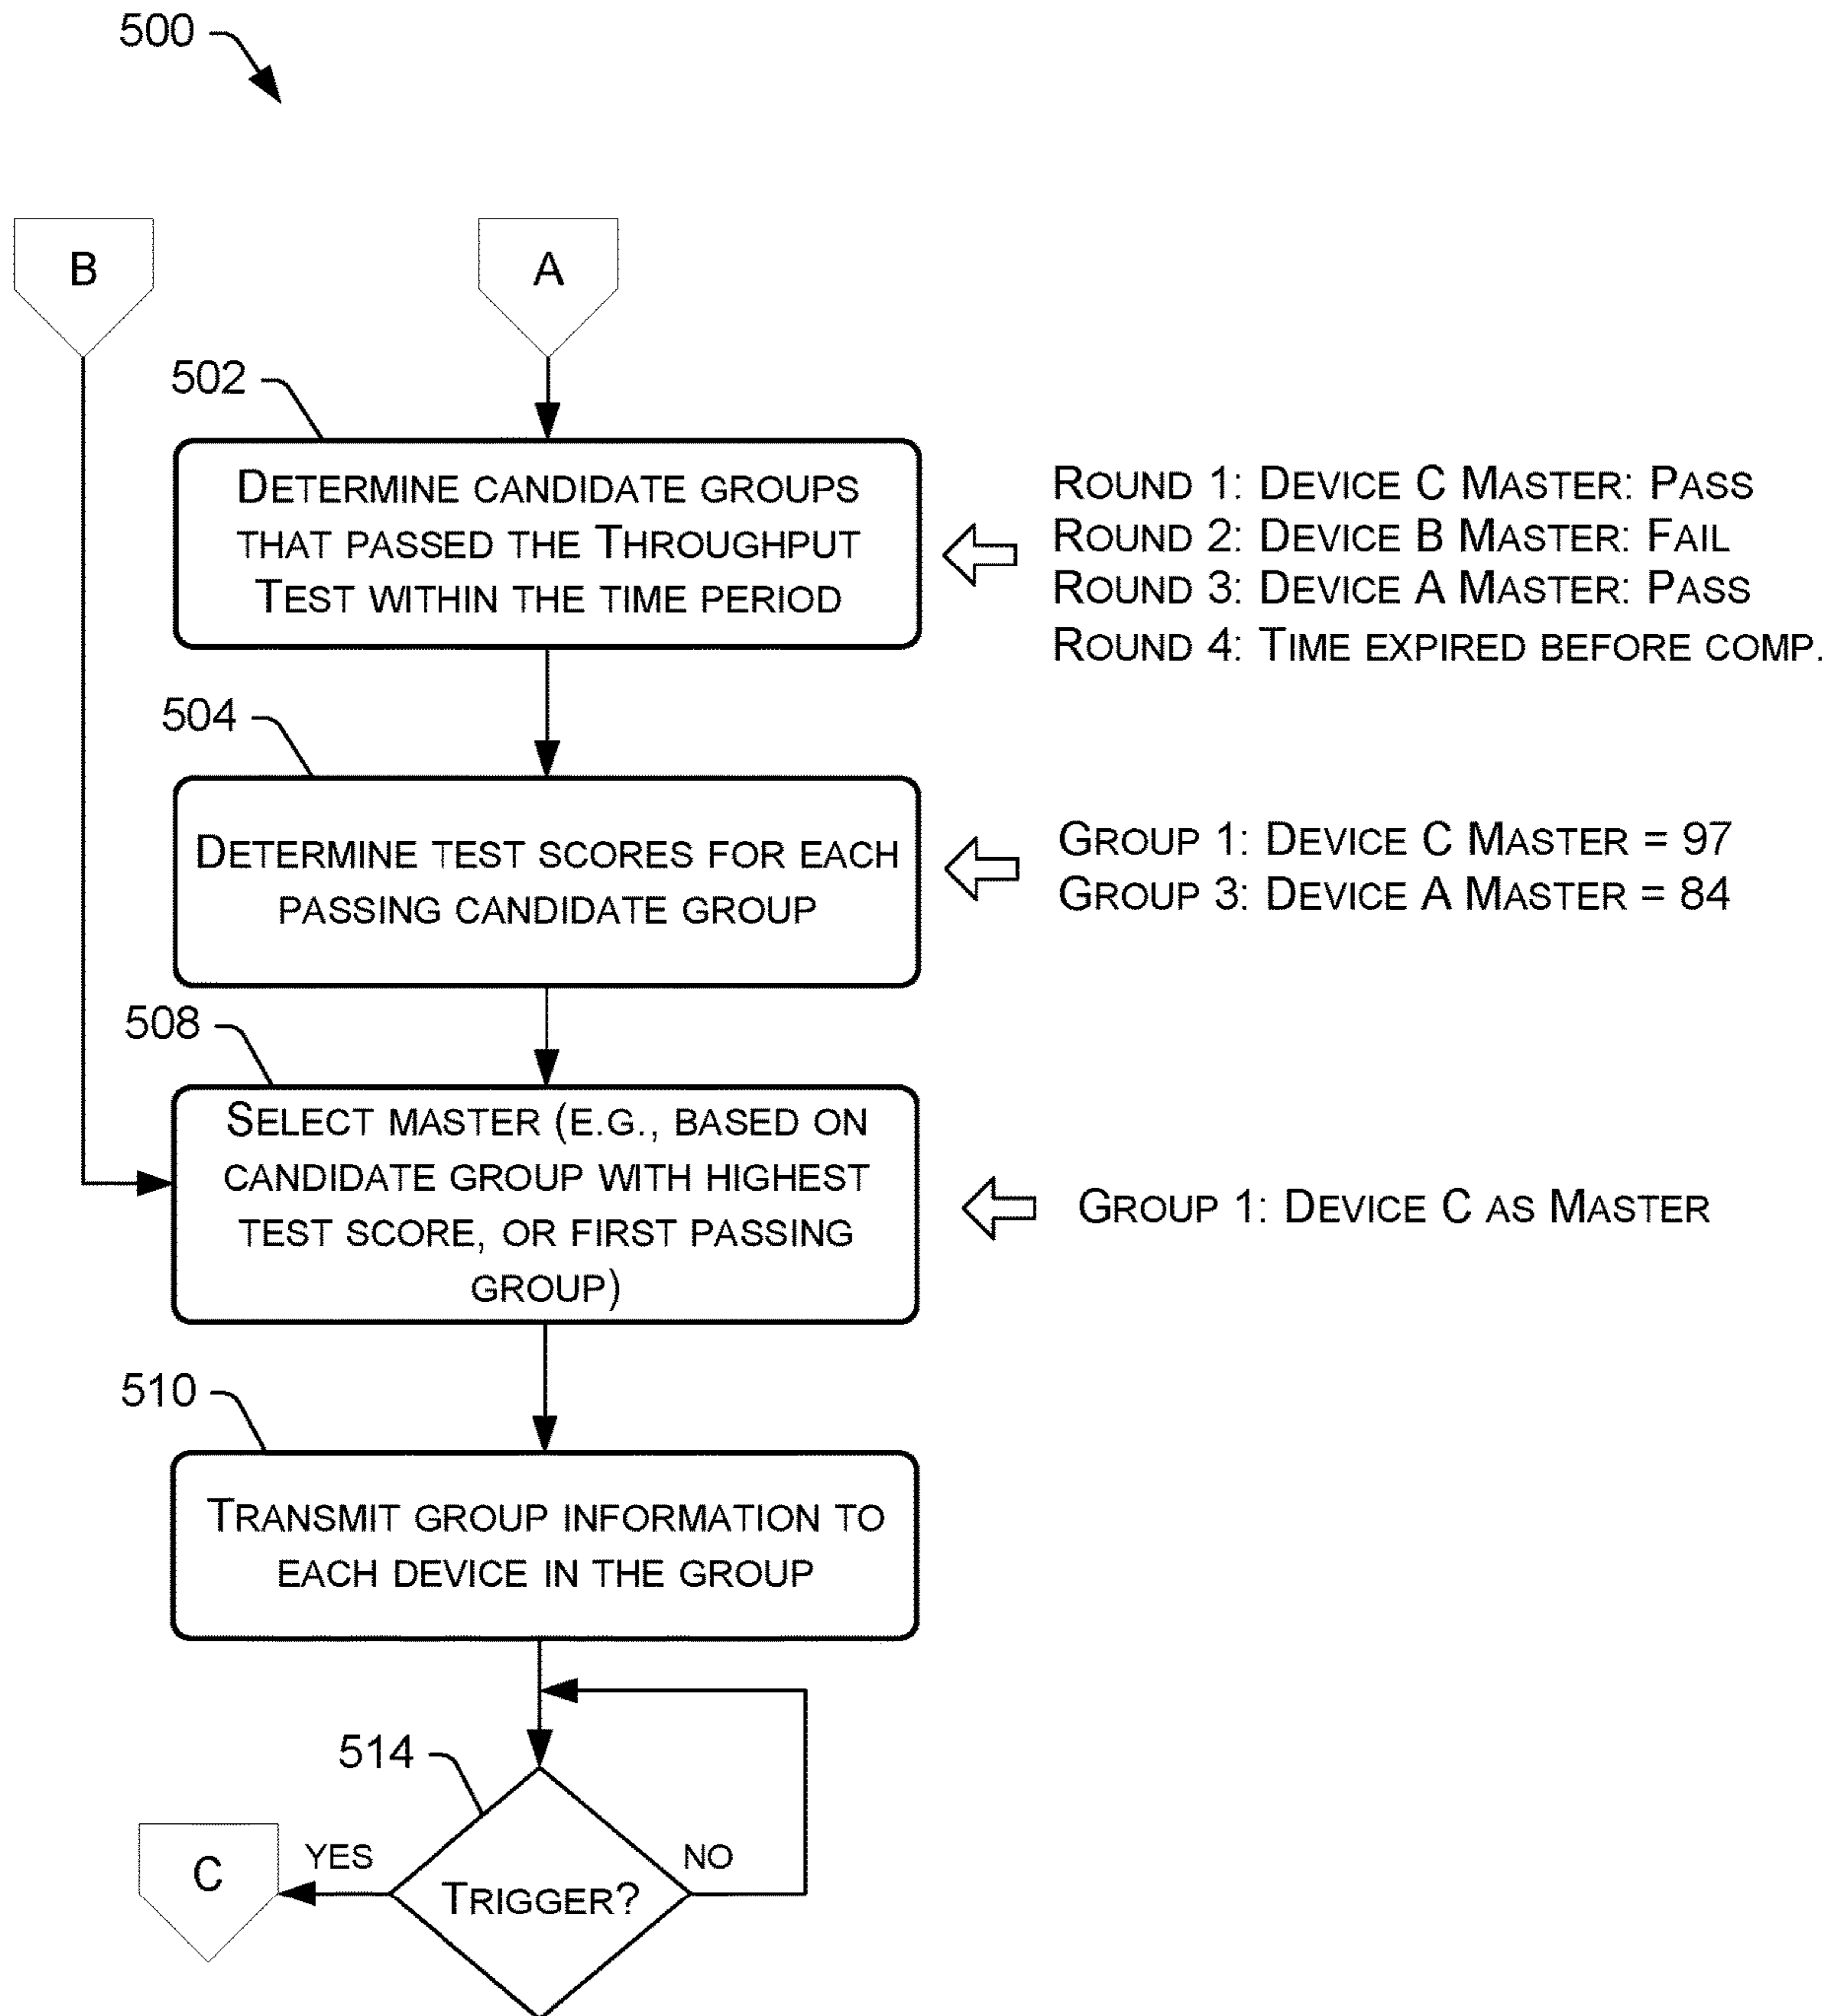 500
B
A
502
Determine candidate groups
that passed the Throughput
Test within the time period
Round 1: Device C Master: Pass
Round 2: Device B Master: Fail
Round 3: Device A Master: Pass
Round 4: Time expired before comp.
504
Determine test scores for each
passing candidate group
Group 1: Device C Master = 97
Group 3: Device A Master = 84
508
Select master (e.g., based on
candidate group with highest
test score, or first passing
group)
Group 1: Device C as Master
510
Transmit group information to
each device in the group
514
C
yes
Trigger?
no